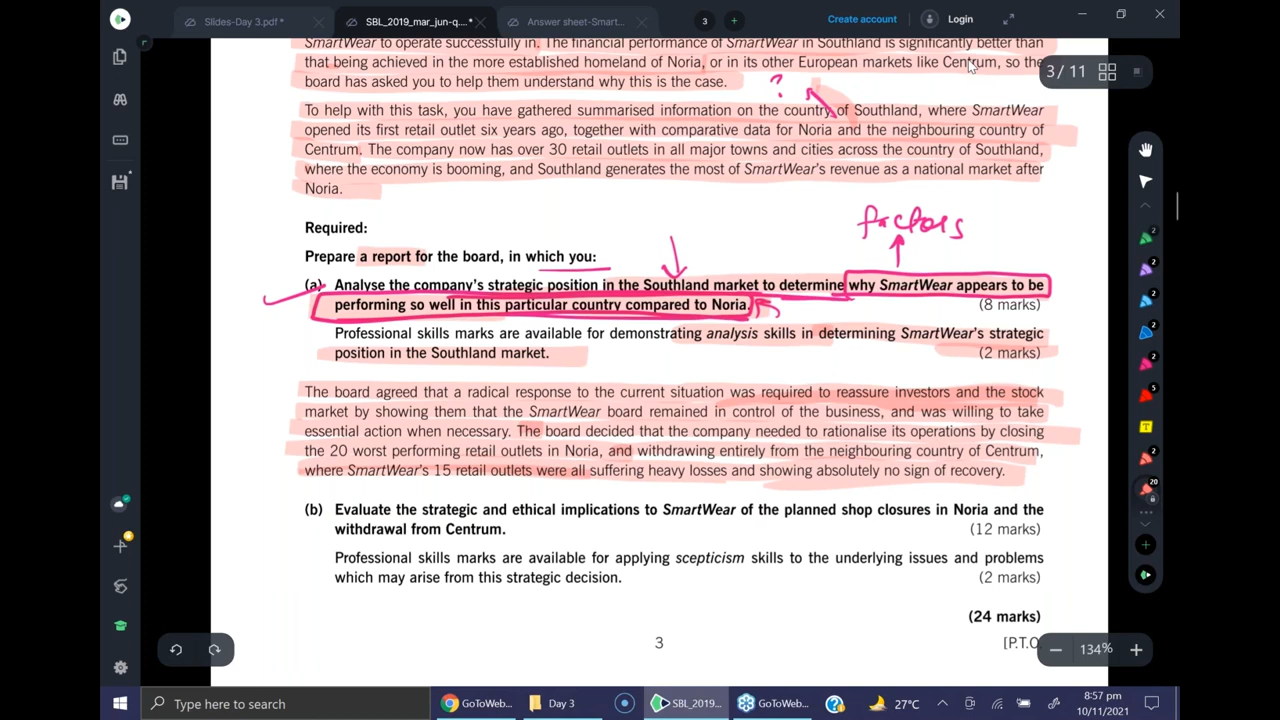 Slides-Day 3.pdf *
SBL_2019_mar_jun-q....*
Answer sheet-Smart...
3
Create account
Login
SmartWear to operate successfully in. The financial performance of SmartWear in Southland is significantly better than
that being achieved in the more established homeland of Noria, or in its other European markets like Centrum, so the
board has asked you to help them understand why this is the case.
3/11
?
To help with this task, you have gathered summarised information on the country of Southland, where SmartWear
opened its first retail outlet six years ago, together with comparative data for Noria and the neighbouring country of
Centrum. The company now has over 30 retail outlets in all major towns and cities across the country of Southland,
where the economy is booming, and Southland generates the most of SmartWear's revenue as a national market after
Noria.
Required:
factors
Prepare a report for the board, in which you:
(a) Analyse the company's strategic position in the Southland market to determine why SmartWear appears to be
performing so well in this particular country compared to Noria. (8 marks)
Professional skills marks are available for demonstrating analysis skills in determining SmartWear's strategic
position in the Southland market. (2 marks)
The board agreed that a radical response to the current situation was required to reassure investors and the stock
market by showing them that the SmartWear board remained in control of the business, and was willing to take
essential action when necessary. The board decided that the company needed to rationalise its operations by closing
the 20 worst performing retail outlets in Noria, and withdrawing entirely from the neighbouring country of Centrum,
where SmartWear's 15 retail outlets were all suffering heavy losses and showing absolutely no sign of recovery.
(b) Evaluate the strategic and ethical implications to SmartWear of the planned shop closures in Noria and the
withdrawal from Centrum. (12 marks)
Professional skills marks are available for applying scepticism skills to the underlying issues and problems
which may arise from this strategic decision. (2 marks)
(24 marks)
3
[P.T.O.
134%
2
2
2
2
2
5
T
2
2
20
Type here to search
GoToWeb...
Day 3
SBL_2019...
GoToWeb...
27°C
8:57 pm
10/11/2021